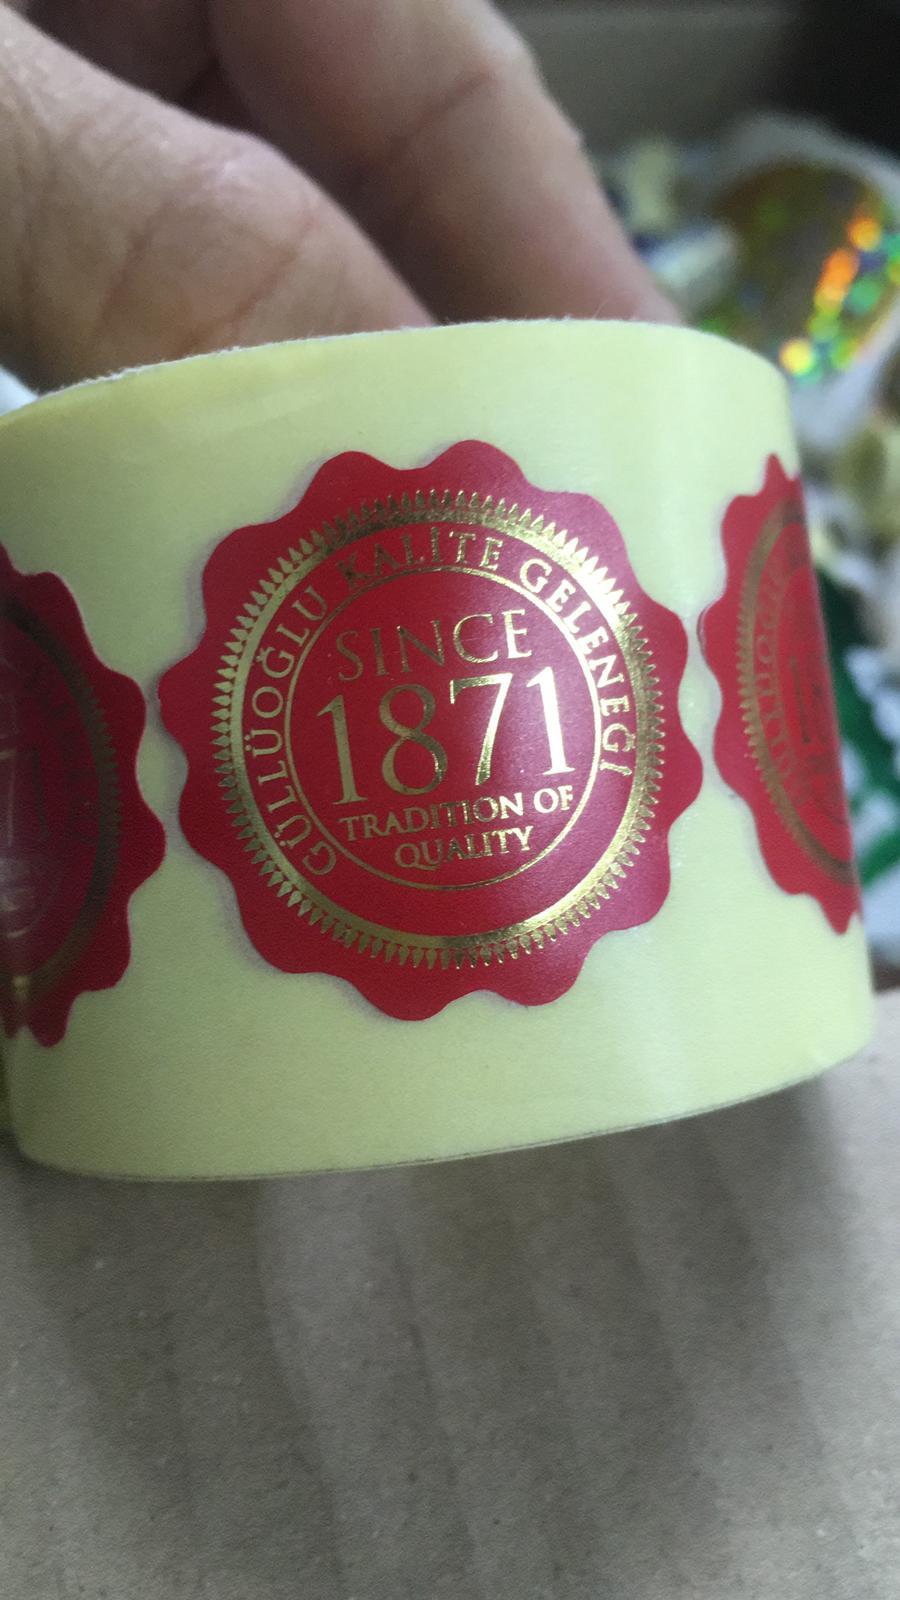 GÜLLÜOĞLU KALİTE GELENEĞİ
SINCE
1871
TRADITION OF
QUALITY